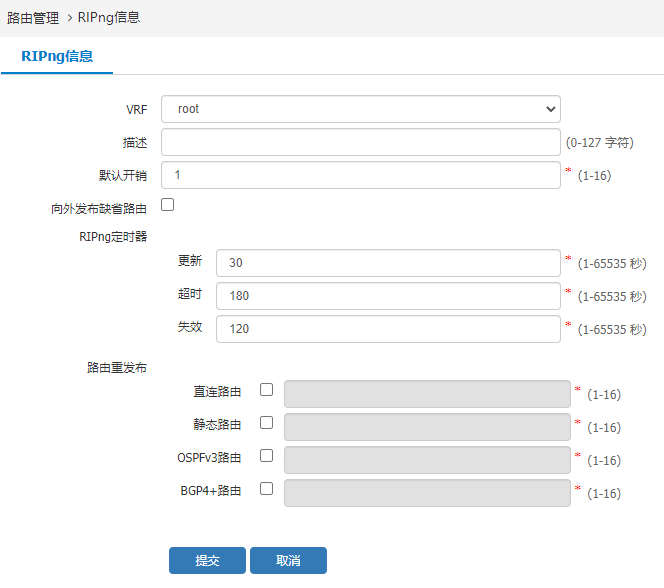 路由管理 > RIPng信息
RIPng信息
VRF root
描述 (0-127 字符)
默认开销 1 * (1-16)
向外发布缺省路由
RIPng定时器
更新 30 * (1-65535 秒)
超时 180 * (1-65535 秒)
失效 120 * (1-65535 秒)
路由重发布
直连路由 * (1-16)
静态路由 * (1-16)
OSPFv3路由 * (1-16)
BGP4+路由 * (1-16)
提交 取消